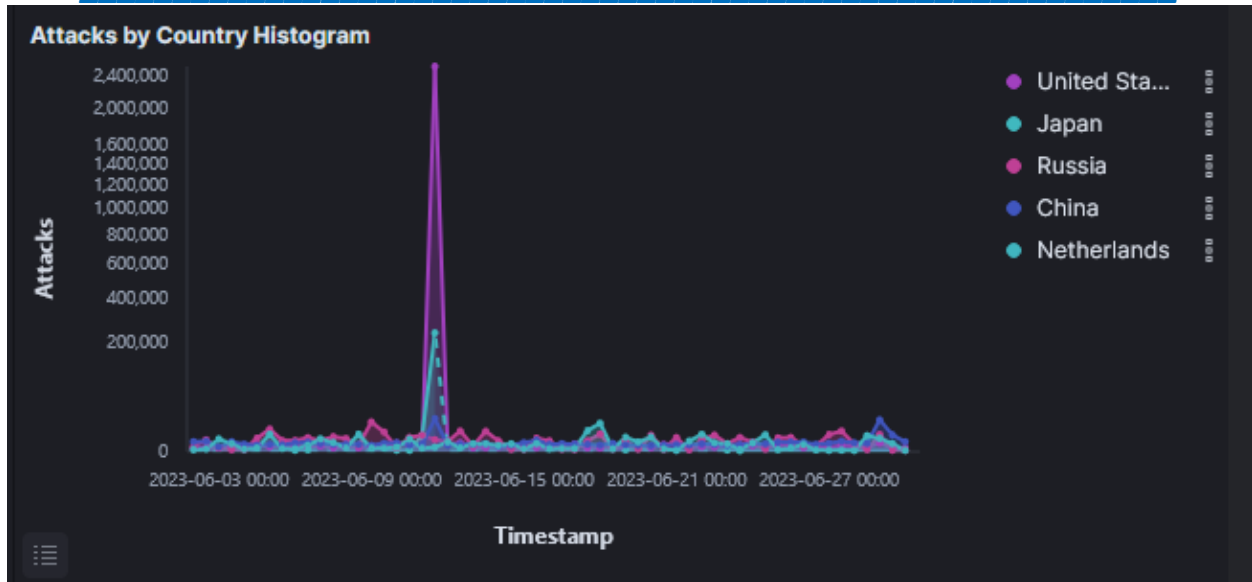 Attacks by Country Histogram
2,400,000
2,000,000
1,600,000
1,400,000
1,200,000
1,000,000
800,000
600,000
400,000
200,000
0
Attacks
2023-06-03 00:00 2023-06-09 00:00 2023-06-15 00:00 2023-06-21 00:00 2023-06-27 00:00
Timestamp
United Sta...
Japan
Russia
China
Netherlands